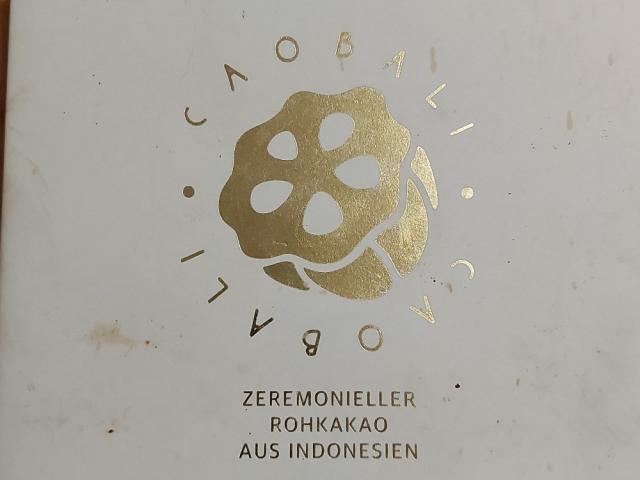 CAOBALI
CAOBALI
ZEREMONIELLER
ROHKAKAO
AUS INDONESIEN